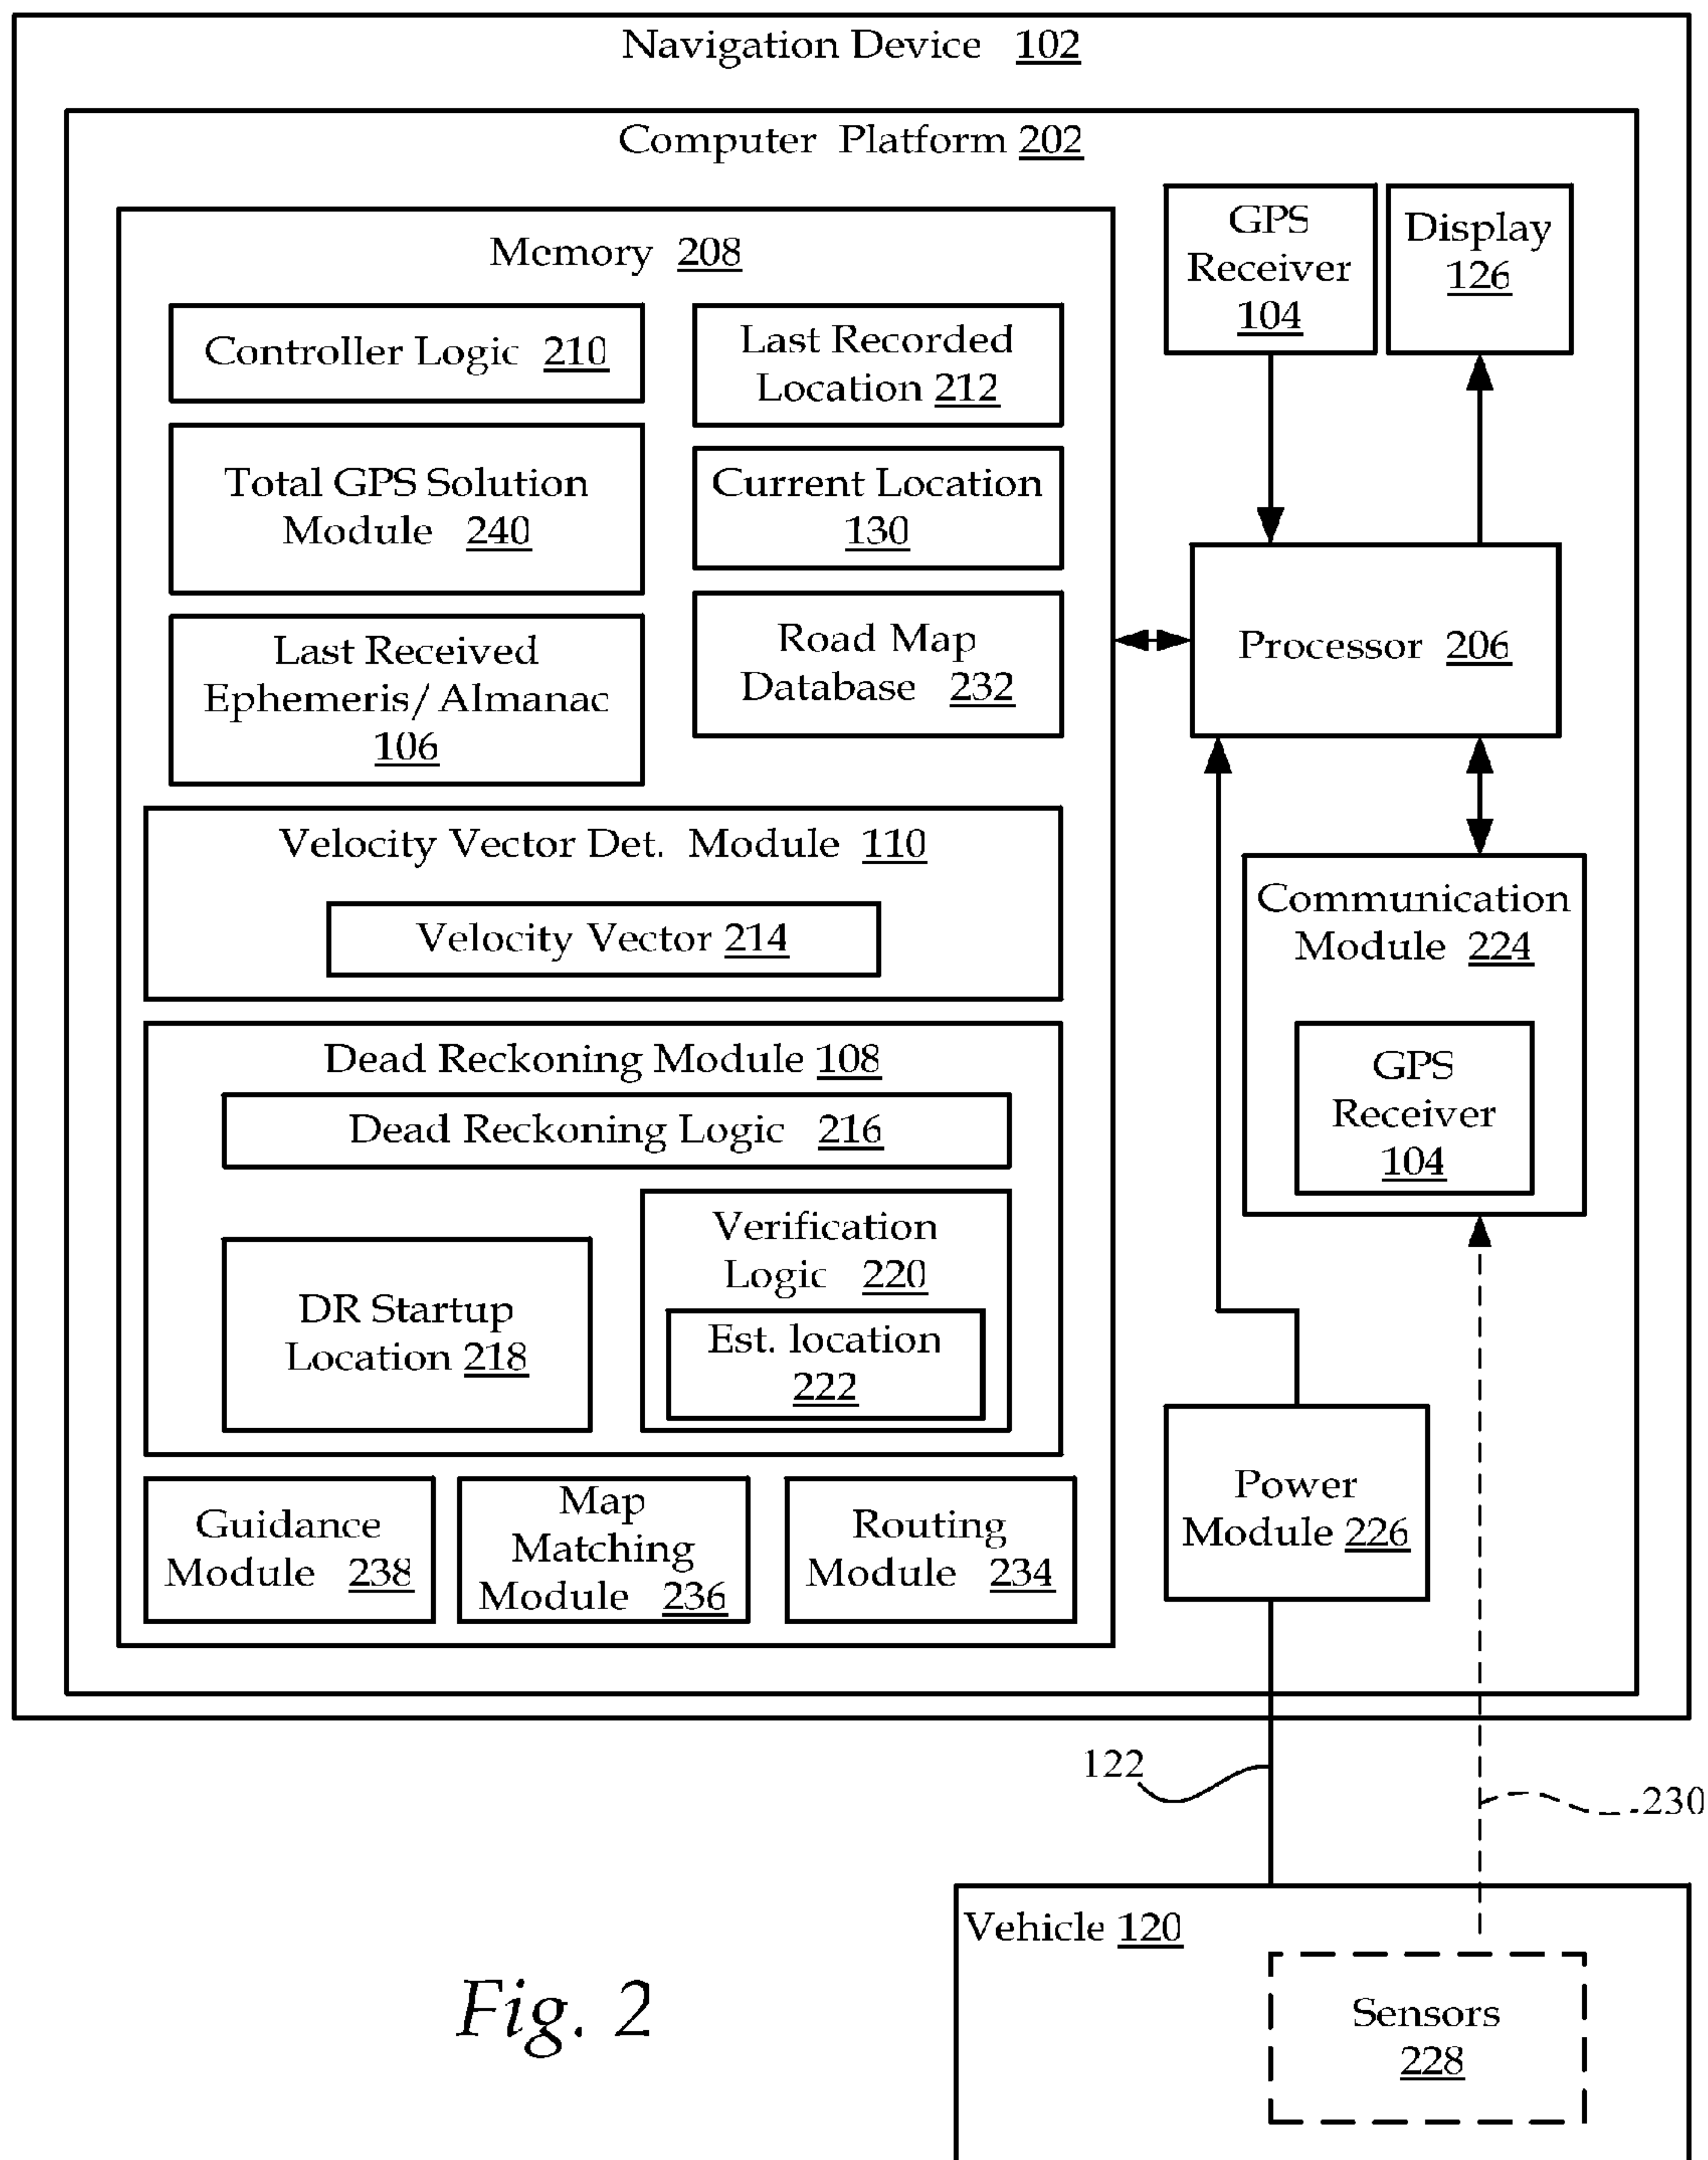 Navigation Device 102
Computer Platform 202
Memory 208
Controller Logic 210
Last Recorded
Location 212
Total GPS Solution
Module 240
Current Location
130
Last Received
Ephemeris/Almanac
106
Road Map
Database 232
Velocity Vector Det. Module 110
Velocity Vector 214
Dead Reckoning Module 108
Dead Reckoning Logic 216
DR Startup
Location 218
Verification
Logic 220
Est. location
222
Guidance
Module 238
Map
Matching
Module 236
Routing
Module 234
GPS
Receiver
104
Display
126
Processor 206
Communication
Module 224
GPS
Receiver
104
Power
Module 226
122
230
Vehicle 120
Sensors
228
Fig. 2